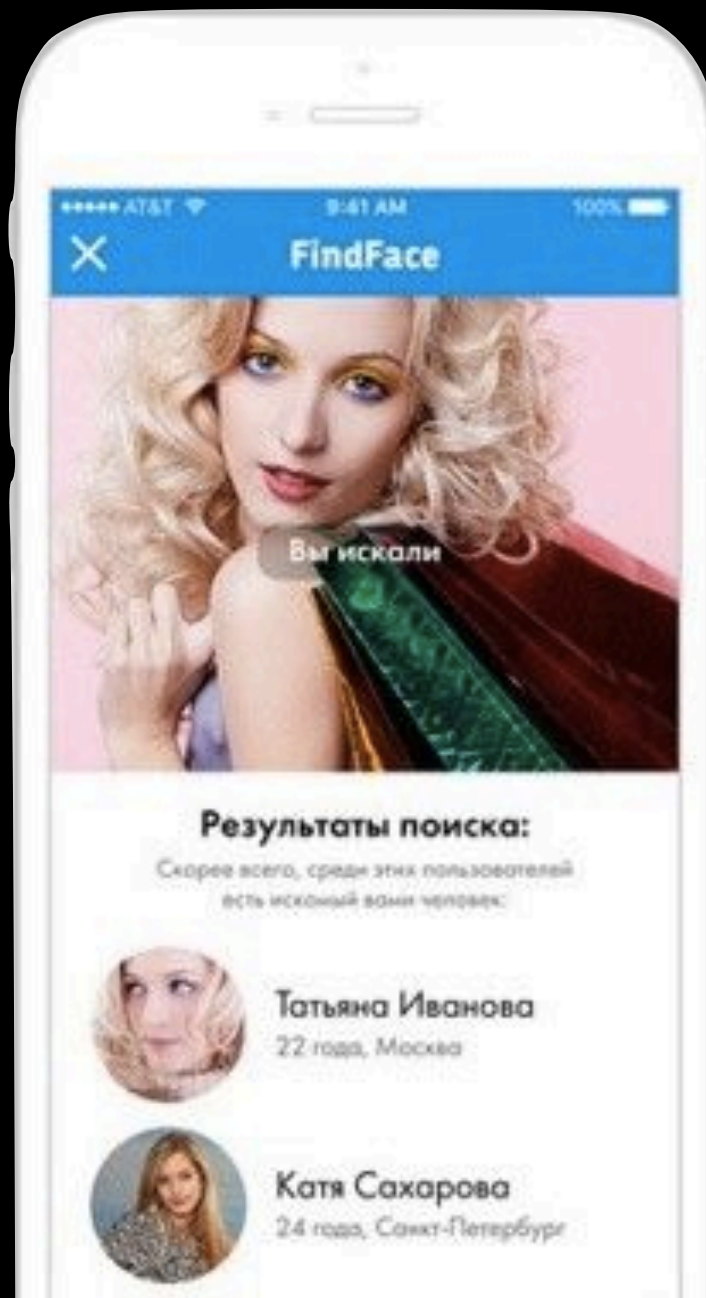 AT&T 9:41 AM 100%
FindFace
Вы искали
Результаты поиска:
Скорее всего, среди этих пользователей
есть искомый вами человек:
Татьяна Иванова
22 года, Москва
Катя Сахарова
24 года, Санкт-Петербург